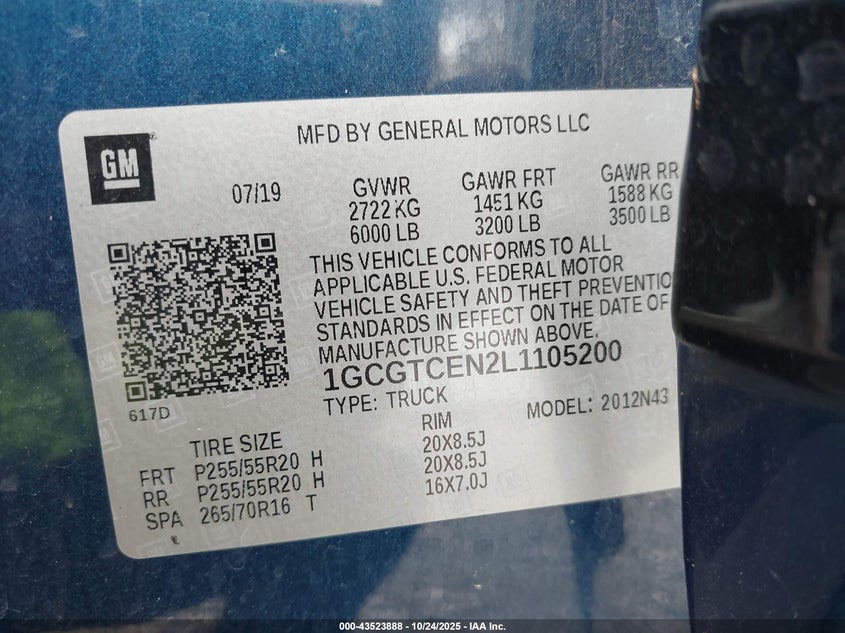 GM
MFD BY GENERAL MOTORS LLC
07/19
GVWR
2722 KG
6000 LB
GAWR FRT
1451 KG
3200 LB
GAWR RR
1588 KG
3500 LB
THIS VEHICLE CONFORMS TO ALL
APPLICABLE U.S. FEDERAL MOTOR
VEHICLE SAFETY AND THEFT PREVENTIO
STANDARDS IN EFFECT ON THE DATE OF
MANUFACTURE SHOWN ABOVE.
1GCGTCEN2L1105200
617D
TYPE: TRUCK
MODEL: 2012N43
TIRE SIZE RIM
FRT P255/55R20 H 20X8.5J
RR P255/55R20 H 20X8.5J
SPA 265/70R16 T 16X7.0J
000-43523888 - 10/24/2025 - IAA Inc.